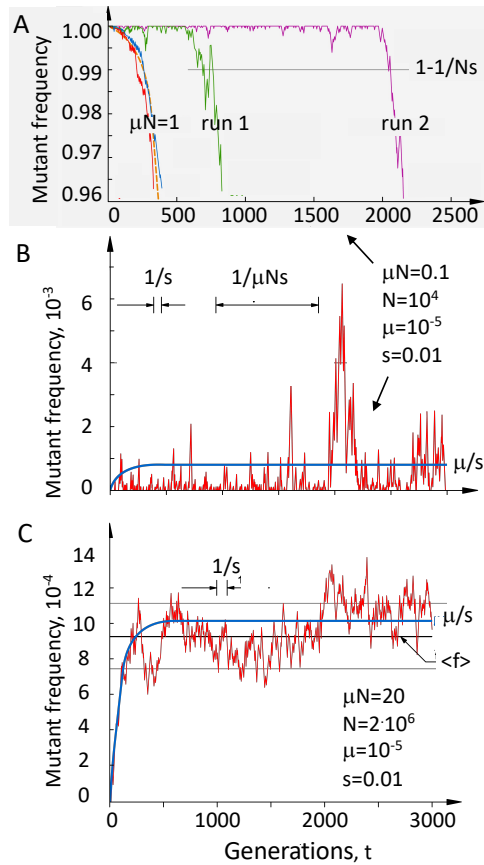 A
Mutant frequency
1.00
0.99
0.98
0.97
0.96
1-1/Ns
μN=1
run 1
run 2
0
500
1000
1500
2000
2500
B
Mutant frequency, 10⁻³
6
4
2
0
1/s
1/μNs
μN=0.1
N=10⁴
μ=10⁻⁵
s=0.01
μ/s
C
Mutant frequency, 10⁻⁴
14
12
10
8
6
4
2
0
1/s
μ/s
<f>
μN=20
N=2·10⁶
μ=10⁻⁵
s=0.01
0
1000
2000
3000
Generations, t